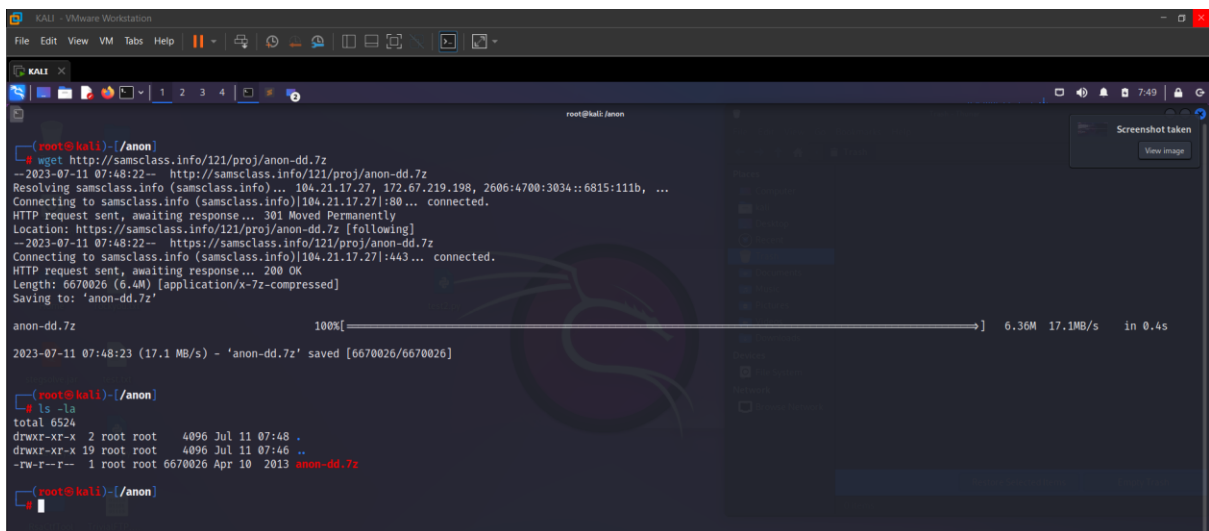 KALI - VMware Workstation
File Edit View VM Tabs Help
KALI
1 2 3 4 2 7:49
root@kali: /anon
Screenshot taken
View image
(root㉿kali)-[/anon]
# wget http://samsclass.info/121/proj/anon-dd.7z
--2023-07-11 07:48:22-- http://samsclass.info/121/proj/anon-dd.7z
Resolving samsclass.info (samsclass.info)... 104.21.17.27, 172.67.219.198, 2606:4700:3034::6815:111b, ...
Connecting to samsclass.info (samsclass.info)|104.21.17.27|:80... connected.
HTTP request sent, awaiting response... 301 Moved Permanently
Location: https://samsclass.info/121/proj/anon-dd.7z [following]
--2023-07-11 07:48:22-- https://samsclass.info/121/proj/anon-dd.7z
Connecting to samsclass.info (samsclass.info)|104.21.17.27|:443... connected.
HTTP request sent, awaiting response... 200 OK
Length: 6670026 (6.4M) [application/x-7z-compressed]
Saving to: ‘anon-dd.7z’
anon-dd.7z 100%[=================================================>] 6.36M 17.1MB/s in 0.4s
2023-07-11 07:48:23 (17.1 MB/s) - ‘anon-dd.7z’ saved [6670026/6670026]
(root㉿kali)-[/anon]
# ls -la
total 6524
drwxr-xr-x 2 root root 4096 Jul 11 07:48 .
drwxr-xr-x 19 root root 4096 Jul 11 07:46 ..
-rw-r--r-- 1 root root 6670026 Apr 10 2013 anon-dd.7z
(root㉿kali)-[/anon]
#